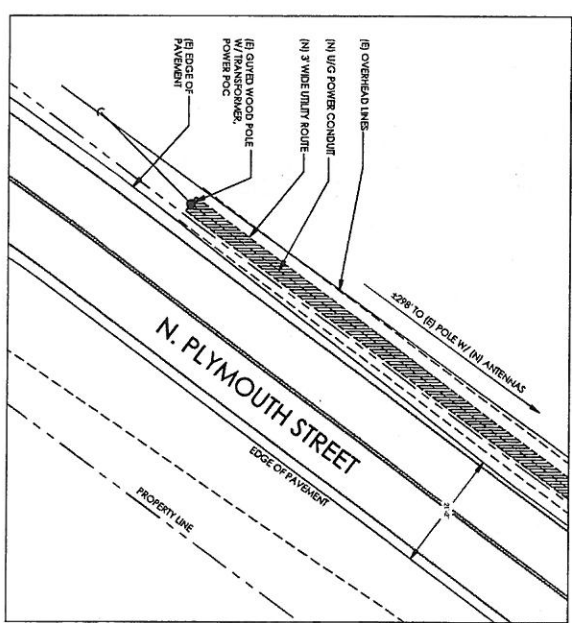 (E) OVERHEAD LINES
(N) U/G POWER CONDUIT
(N) 3' WIDE UTILITY ROUTE
(E) GUYED WOOD POLE
W/ TRANSFORMER,
POWER POC
(E) EDGE OF
PAVEMENT
±298' TO (E) POLE W/ (N) ANTENNAS
N. PLYMOUTH STREET
EDGE OF PAVEMENT
PROPERTY LINE